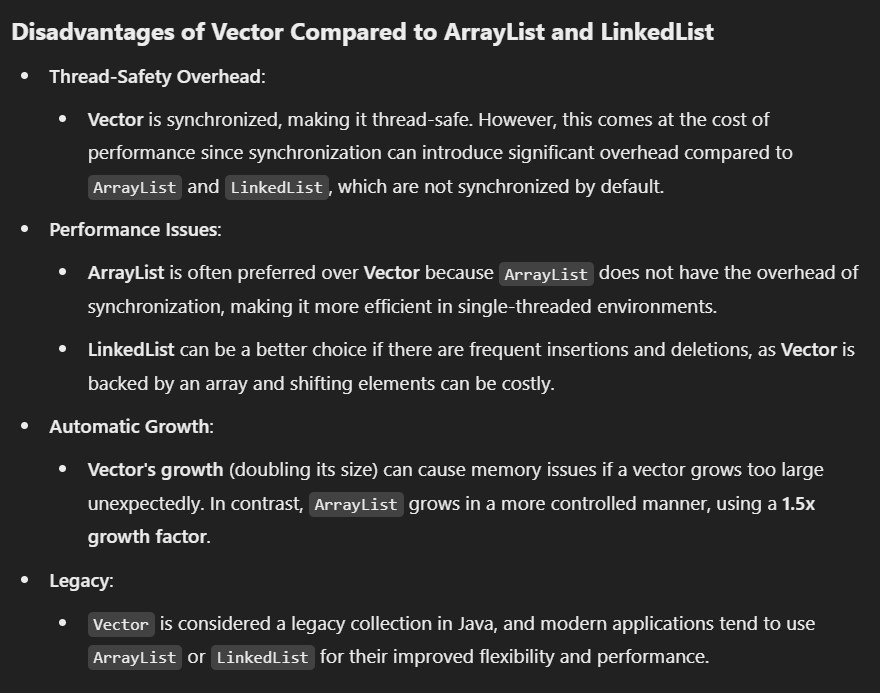 Disadvantages of Vector Compared to ArrayList and LinkedList
• Thread-Safety Overhead:
• Vector is synchronized, making it thread-safe. However, this comes at the cost of
performance since synchronization can introduce significant overhead compared to
ArrayList and LinkedList, which are not synchronized by default.
• Performance Issues:
• ArrayList is often preferred over Vector because ArrayList does not have the overhead of
synchronization, making it more efficient in single-threaded environments.
• LinkedList can be a better choice if there are frequent insertions and deletions, as Vector is
backed by an array and shifting elements can be costly.
• Automatic Growth:
• Vector's growth (doubling its size) can cause memory issues if a vector grows too large
unexpectedly. In contrast, ArrayList grows in a more controlled manner, using a 1.5x
growth factor.
• Legacy:
• Vector is considered a legacy collection in Java, and modern applications tend to use
ArrayList or LinkedList for their improved flexibility and performance.